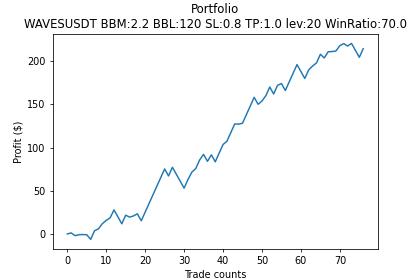 Portfolio
WAVESUSDT BBM:2.2 BBL:120 SL:0.8 TP:1.0 lev:20 WinRatio:70.0
Profit ($)
200
150
100
50
0
0 10 20 30 40 50 60 70
Trade counts